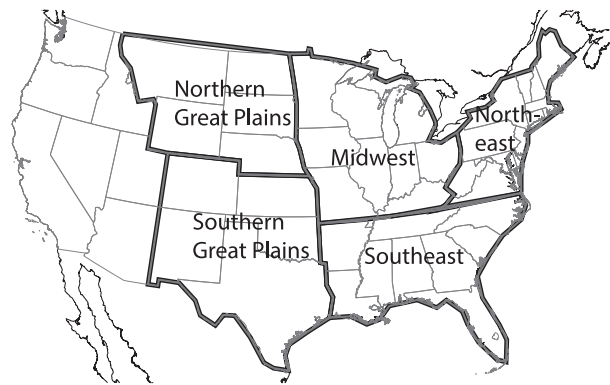 Northern
Great Plains
North-
east
Midwest
Southern
Great Plains
Southeast